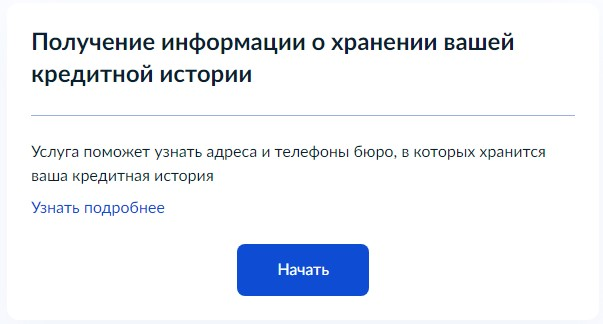 Получение информации о хранении вашей
кредитной истории
Услуга поможет узнать адреса и телефоны бюро, в которых хранится
ваша кредитная история
Узнать подробнее
Начать